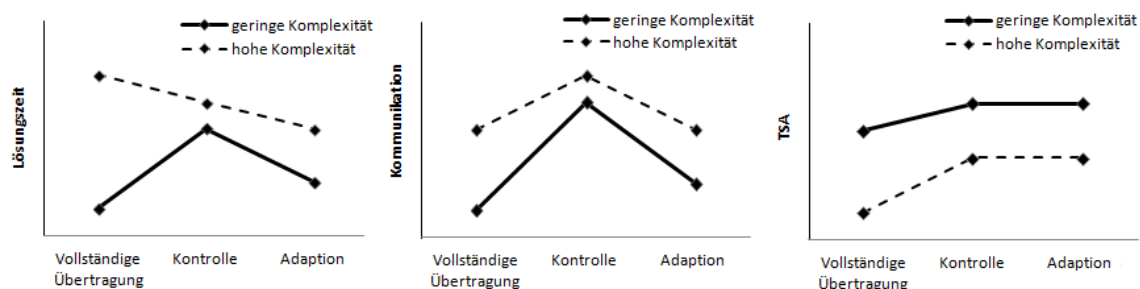 geringe Komplexität
hohe Komplexität
Lösungszeit
Vollständige
Übertragung
Kontrolle
Adaption
geringe Komplexität
hohe Komplexität
Kommunikation
Vollständige
Übertragung
Kontrolle
Adaption
geringe Komplexität
hohe Komplexität
TSA
Vollständige
Übertragung
Kontrolle
Adaption